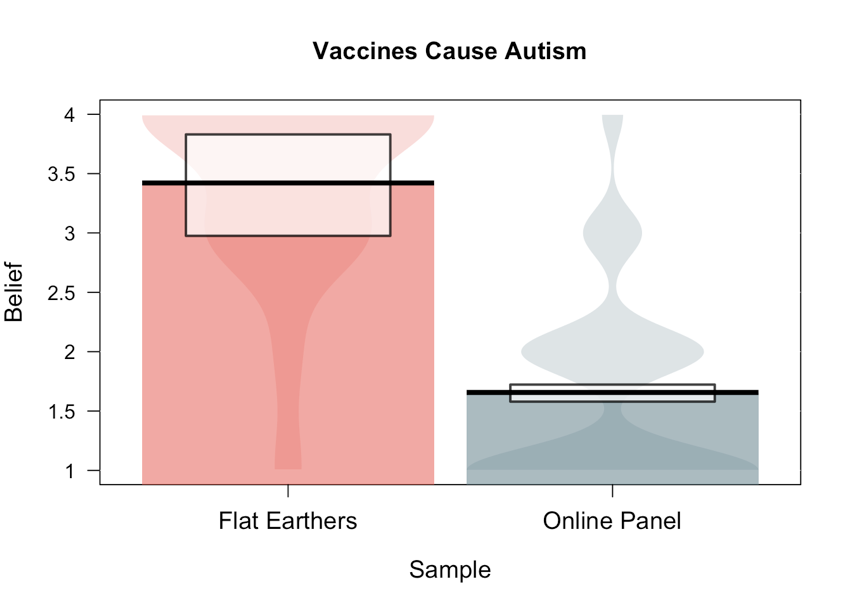 Vaccines Cause Autism
4
3.5
3
2.5
2
1.5
1
Belief
Flat Earthers Online Panel
Sample